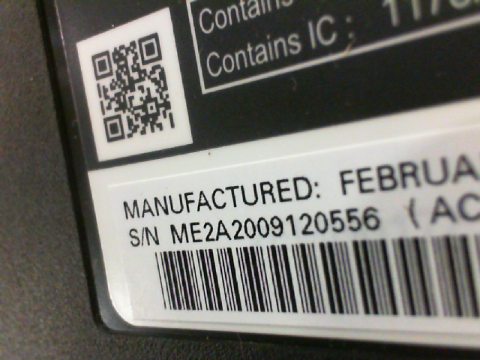 Contains
Contains IC :
MANUFACTURED: FEBRUA
S/N ME2A2009120556 (AC